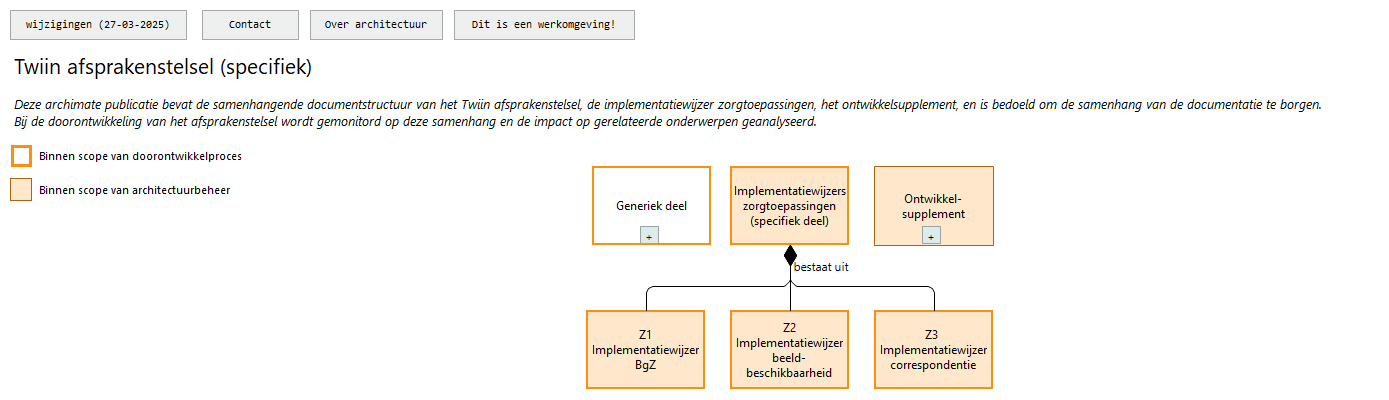 wijzigingen (27-03-2025)
Contact
Over architectuur
Dit is een werkomgeving!
Twiin afsprakenstelsel (specifiek)
Deze archimate publicatie bevat de samenhangende documentstructuur van het Twiin afsprakenstelsel, de implementatiewijzer zorgtoepassingen, het ontwikkelsupplement, en is bedoeld om de samenhang van de documentatie te borgen.
Bij de doorontwikkeling van het afsprakenstelsel wordt gemonitord op deze samenhang en de impact op gerelateerde onderwerpen geanalyseerd.
Binnen scope van doorontwikkelproces
Binnen scope van architectuurbeheer
Generiek deel
+
Implementatiewijzers
zorgtoepassingen
(specifiek deel)
Ontwikkel-
supplement
+
bestaat uit
Z1
Implementatiewijzer
BgZ
Z2
Implementatiewijzer
beeld-
beschikbaarheid
Z3
Implementatiewijzer
correspondentie